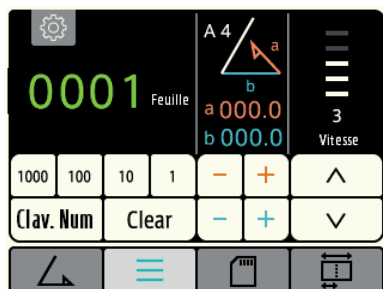 A 4
a
b
0001 Feuille
a 000.0
b 000.0
3
Vitesse
1000 100 10 1 − + 
Clav. Num Clear − +